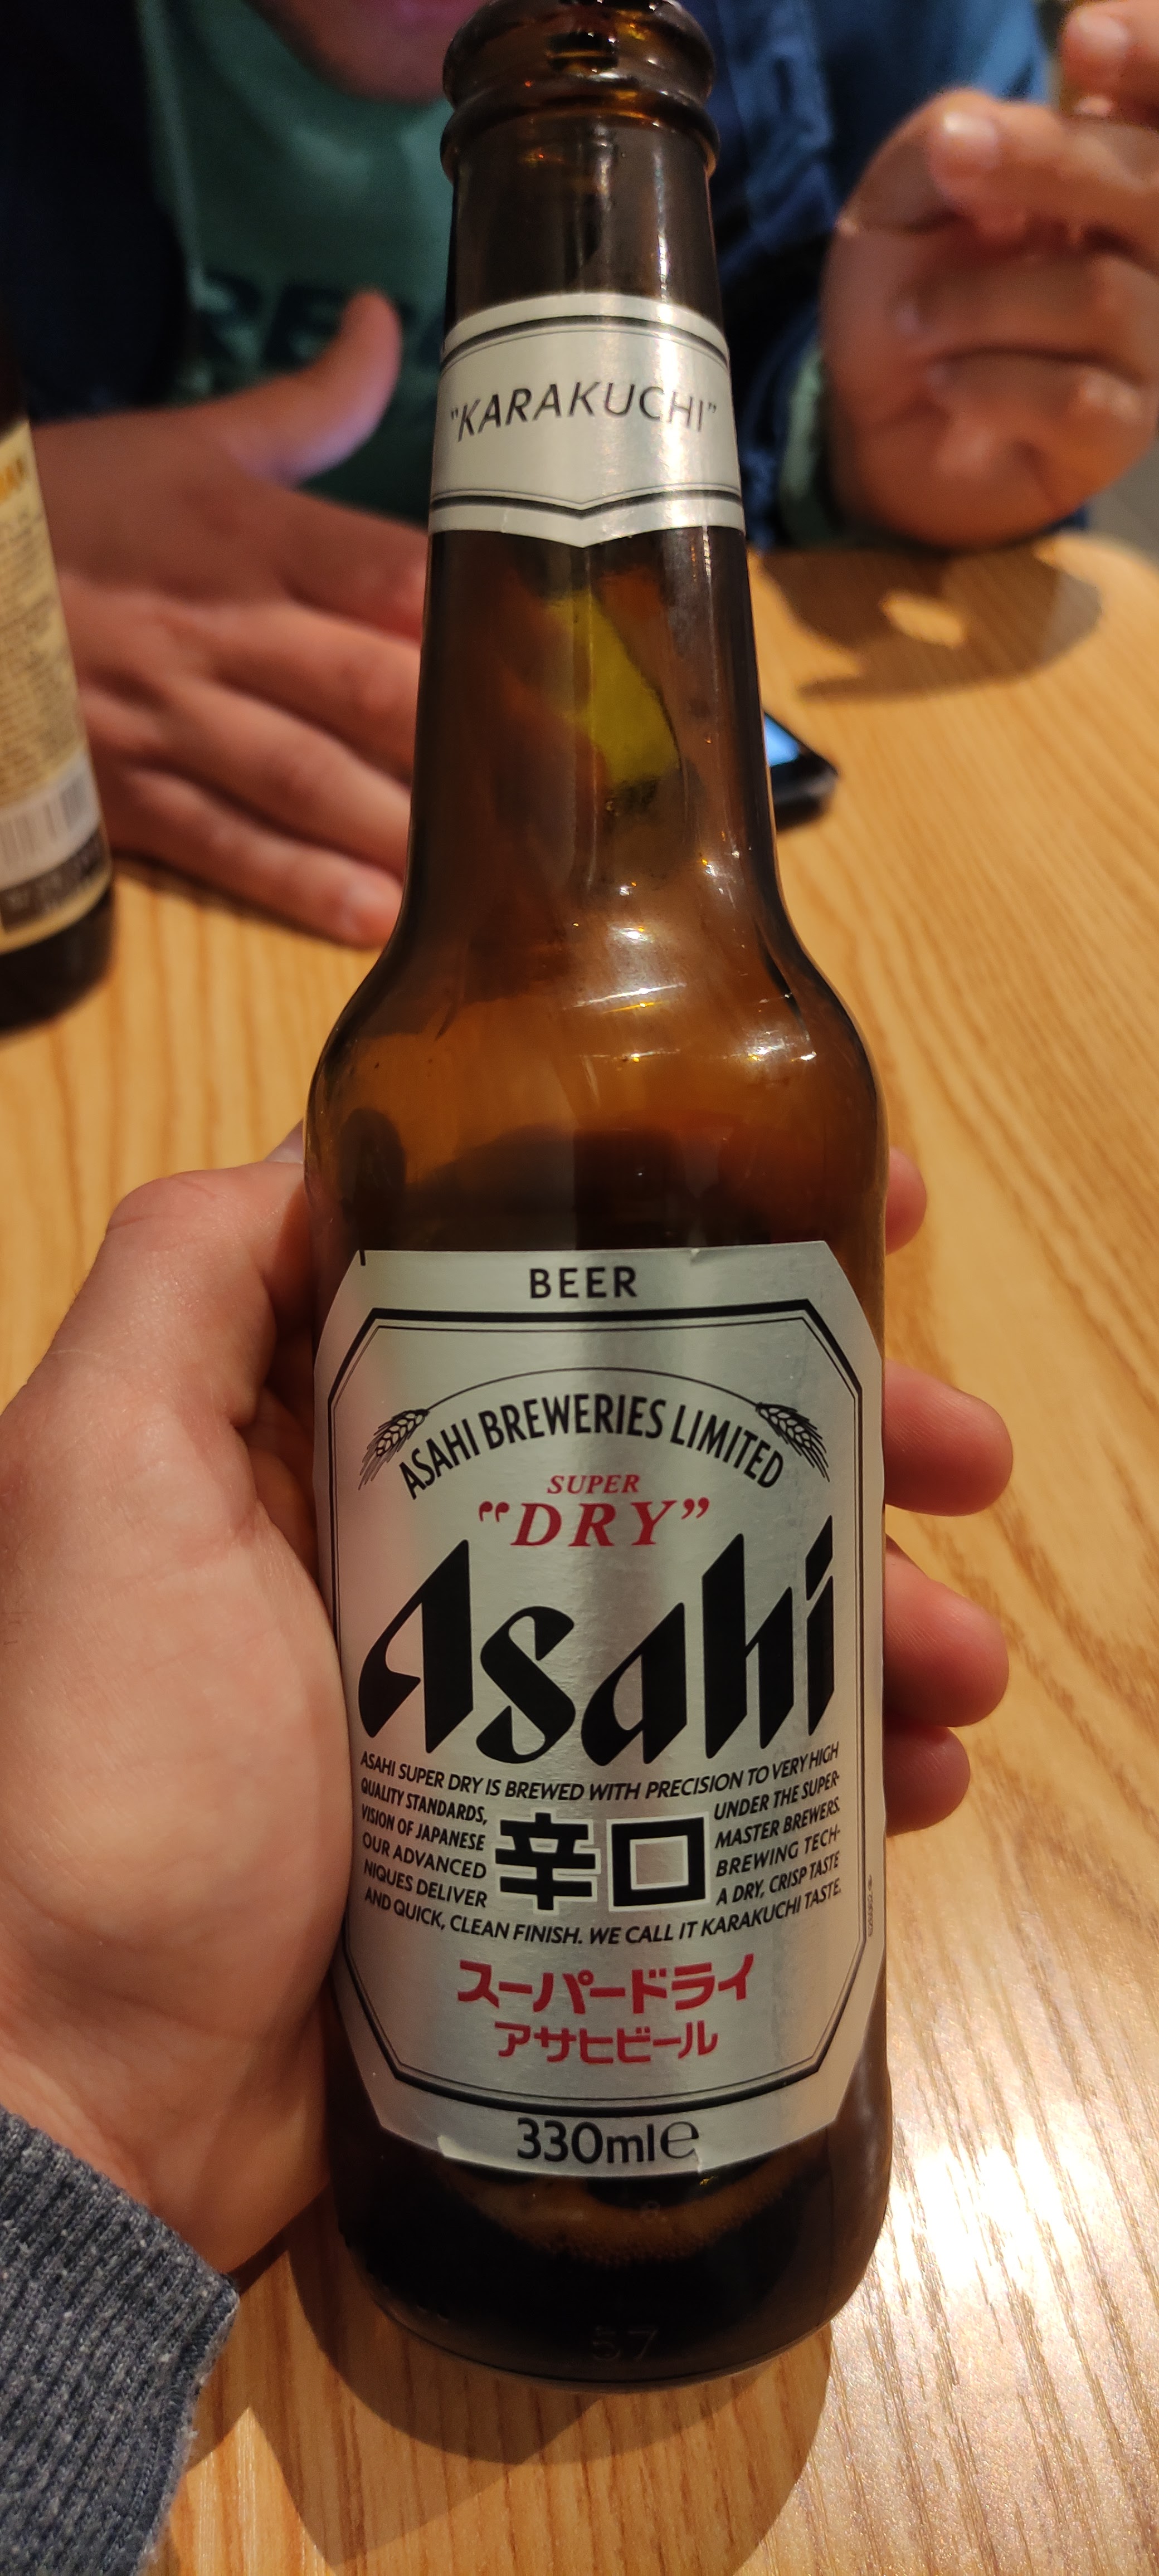 "KARAKUCHI"
BEER
ASAHI BREWERIES LIMITED
SUPER
"DRY"
Asahi
ASAHI SUPER DRY IS BREWED WITH PRECISION TO VERY HIGH
QUALITY STANDARDS, UNDER THE SUPER-
VISION OF JAPANESE MASTER BREWERS.
OUR ADVANCED BREWING TECH-
NIQUES DELIVER A DRY, CRISP TASTE
AND QUICK, CLEAN FINISH. WE CALL IT KARAKUCHI TASTE.
辛口
スーパードライ
アサヒビール
330ml℮
57